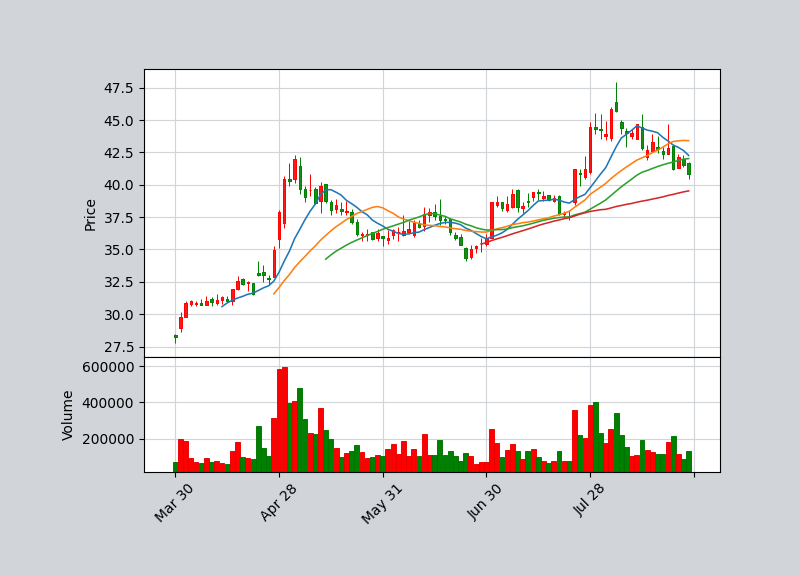 47.5
45.0
42.5
40.0
37.5
35.0
32.5
30.0
27.5
Price
600000
400000
200000
Volume
Mar 30
Apr 28
May 31
Jun 30
Jul 28